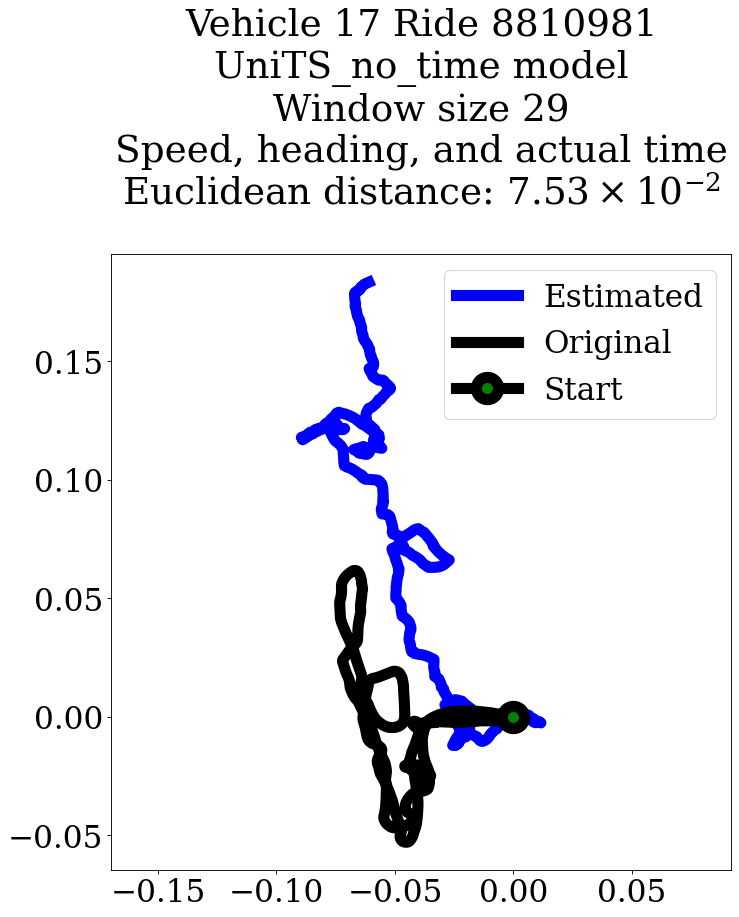 Vehicle 17 Ride 8810981
UniTS_no_time model
Window size 29
Speed, heading, and actual time
Euclidean distance: 7.53 × 10⁻²
Estimated
Original
Start
0.15
0.10
0.05
0.00
−0.05
−0.15
−0.10
−0.05
0.00
0.05